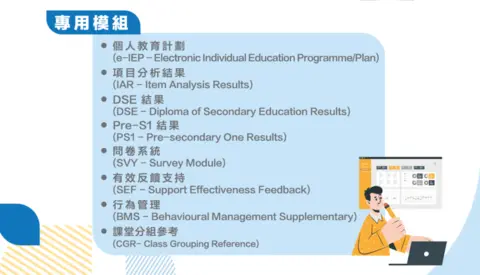 專用模組
個人教育計劃
(e-IEP - Electronic Individual Education Programme/Plan)
項目分析結果
(IAR - Item Analysis Results)
DSE 結果
(DSE - Diploma of Secondary Education Results)
Pre-S1 結果
(PS1 - Pre-secondary One Results)
問卷系統
(SVY - Survey Module)
有效反饋支持
(SEF - Support Effectiveness Feedback)
行為管理
(BMS - Behavioural Management Supplementary)
課堂分組參考
(CGR- Class Grouping Reference)